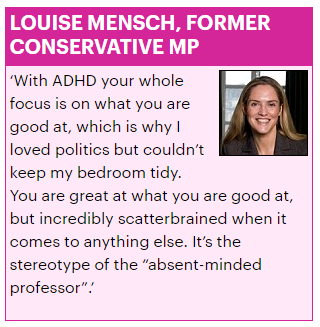 LOUISE MENSCH, FORMER
CONSERVATIVE MP
‘With ADHD your whole
focus is on what you are
good at, which is why I
loved politics but couldn’t
keep my bedroom tidy.
You are great at what you are good at,
but incredibly scatterbrained when it
comes to anything else. It’s the
stereotype of the “absent-minded
professor”.’